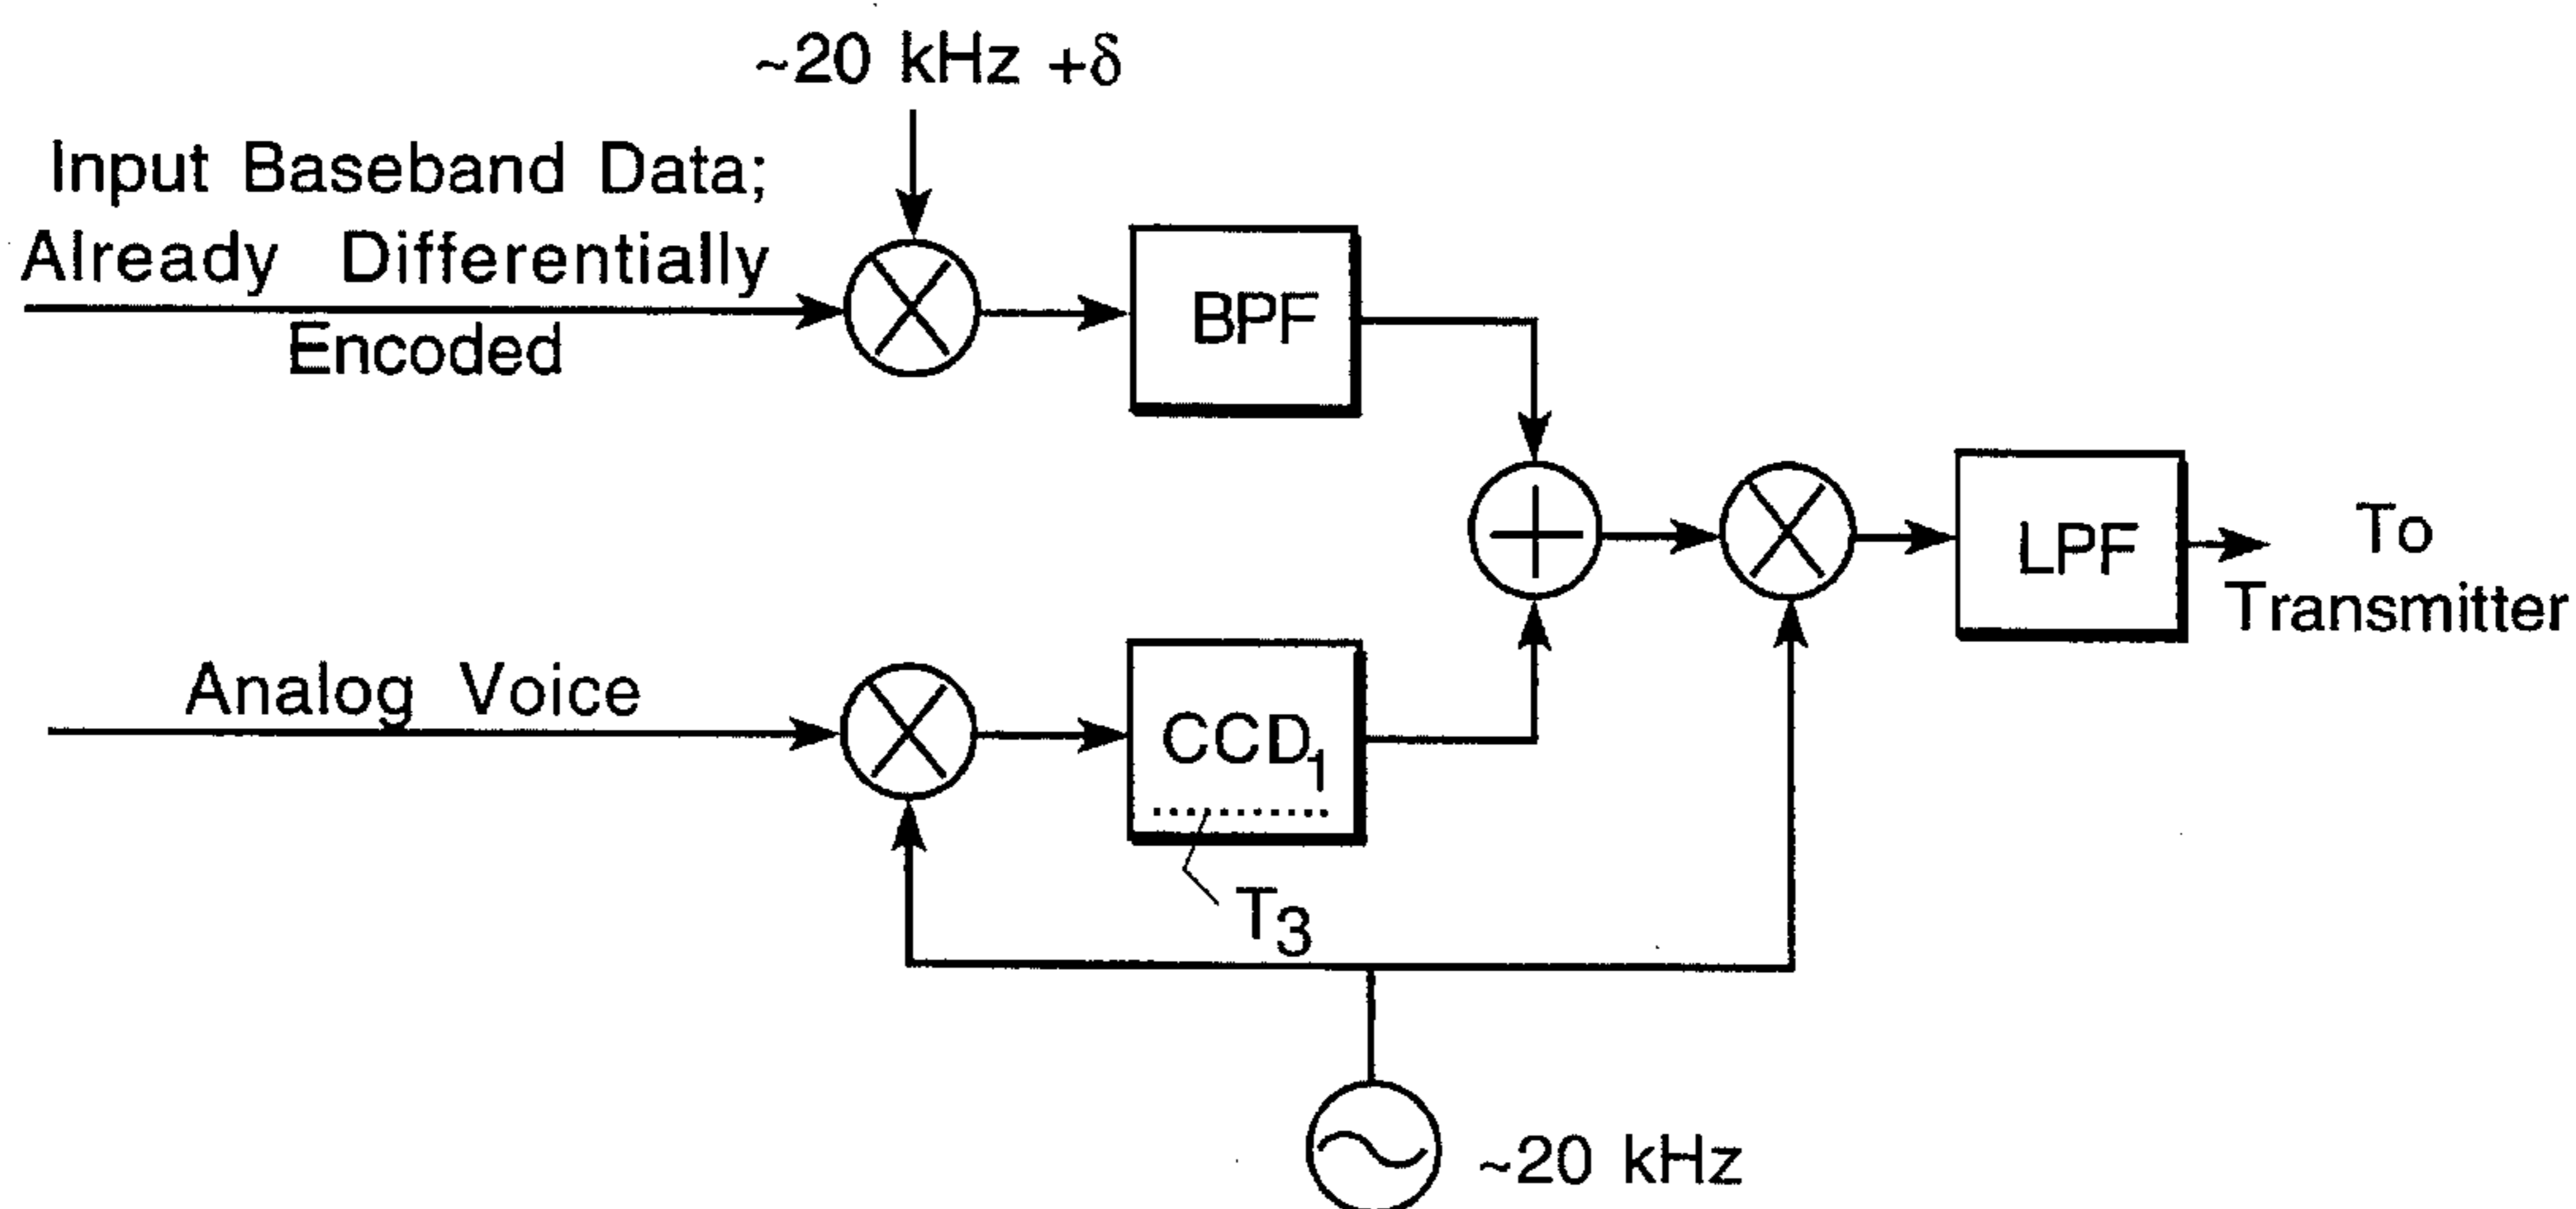 ~20 kHz +δ
Input Baseband Data;
Already Differentially
Encoded
BPF
To
Transmitter
LPF
Analog Voice
CCD1
T3
~20 kHz